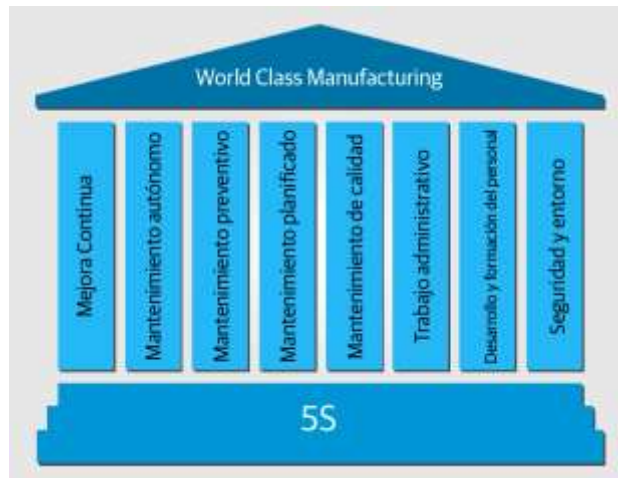 World Class Manufacturing
Mejora Continua
Mantenimiento autónomo
Mantenimiento preventivo
Mantenimiento planificado
Mantenimiento de calidad
Trabajo administrativo
Desarrollo y formación del personal
Seguridad y entorno
5S